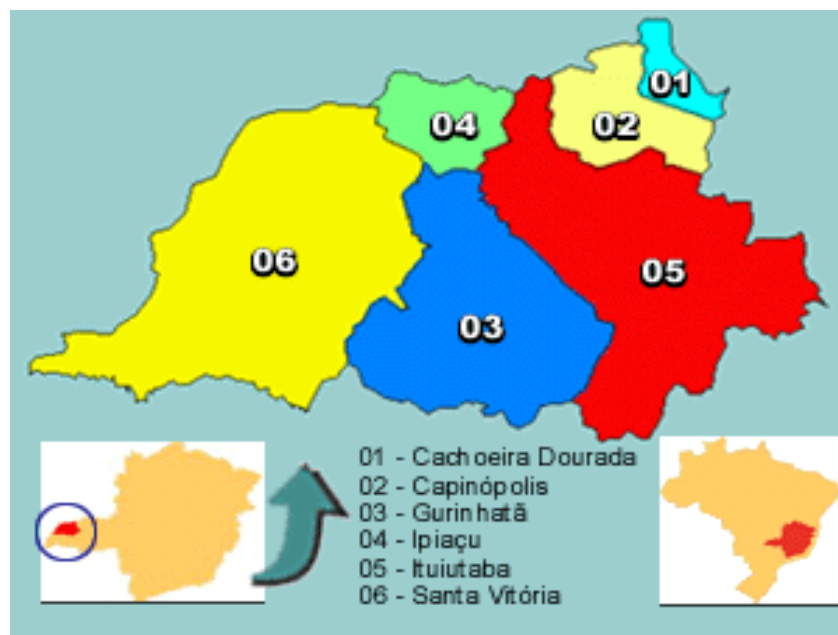 01
04
02
06
05
03
01 - Cachoeira Dourada
02 - Capinópolis
03 - Gurinhatã
04 - Ipiaçu
05 - Ituiutaba
06 - Santa Vitória